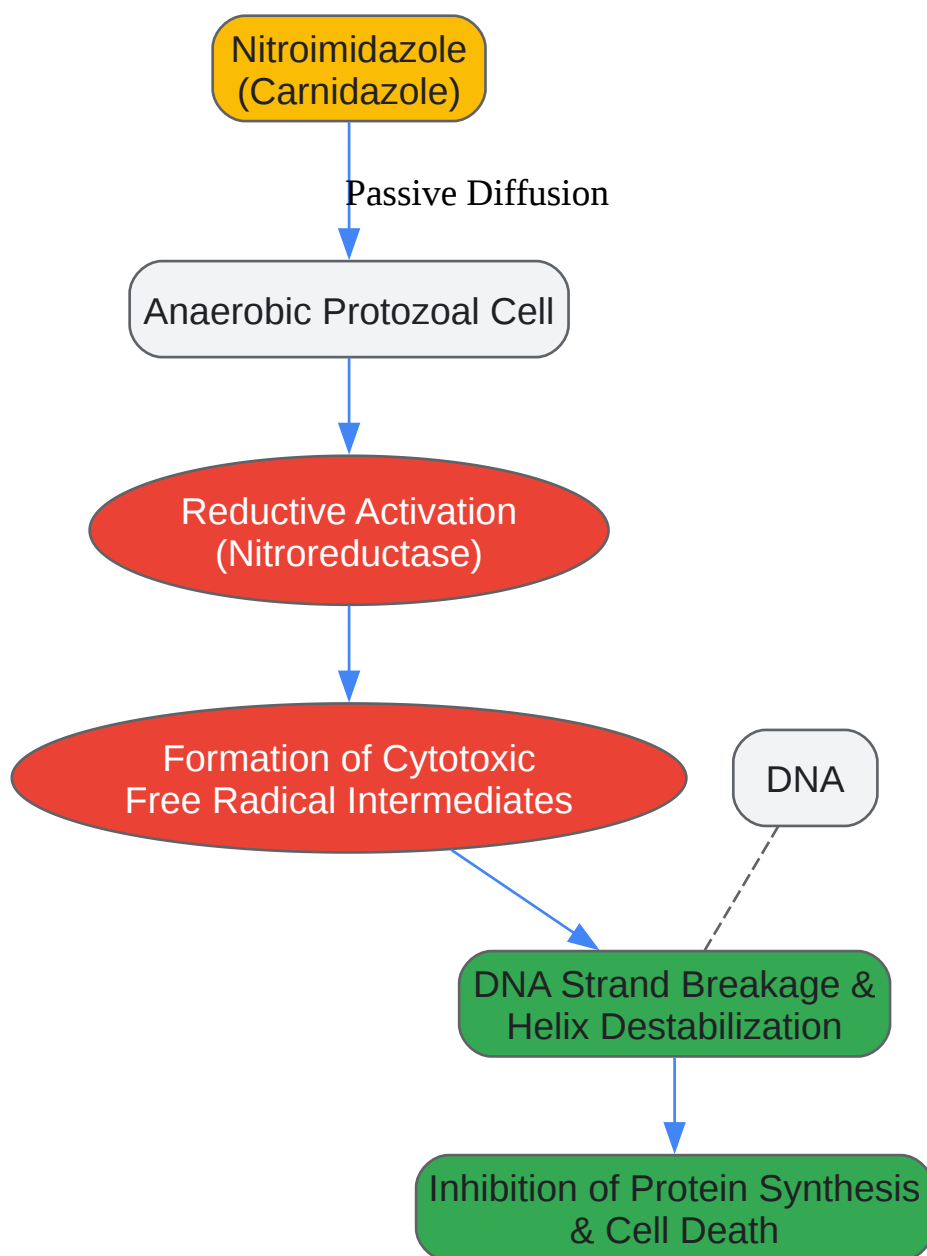 Nitroimidazole
(Carnidazole)
Passive Diffusion
Anaerobic Protozoal Cell
Reductive Activation
(Nitroreductase)
Formation of Cytotoxic
Free Radical Intermediates
DNA
DNA Strand Breakage &
Helix Destabilization
Inhibition of Protein Synthesis
& Cell Death